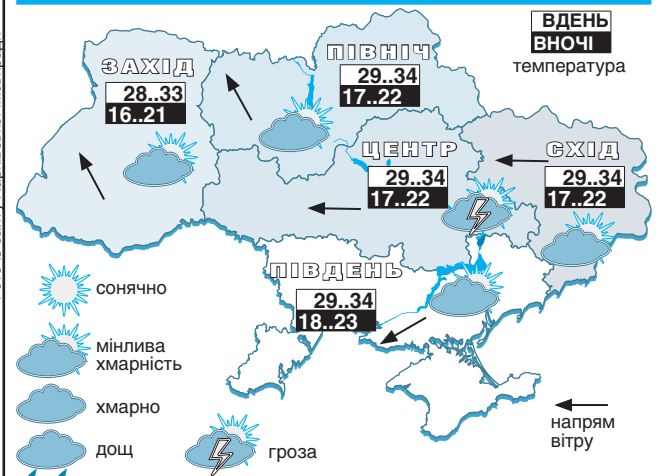 ВДЕНЬ
ВНОЧІ
температура
ПІВНІЧ
29..34
17..22
ЗАХІД
28..33
16..21
ЦЕНТР
29..34
17..22
СХІД
29..34
17..22
ПІВДЕНЬ
29..34
18..23
сонячно
мінлива
хмарність
хмарно
дощ
гроза
напрям
вітру